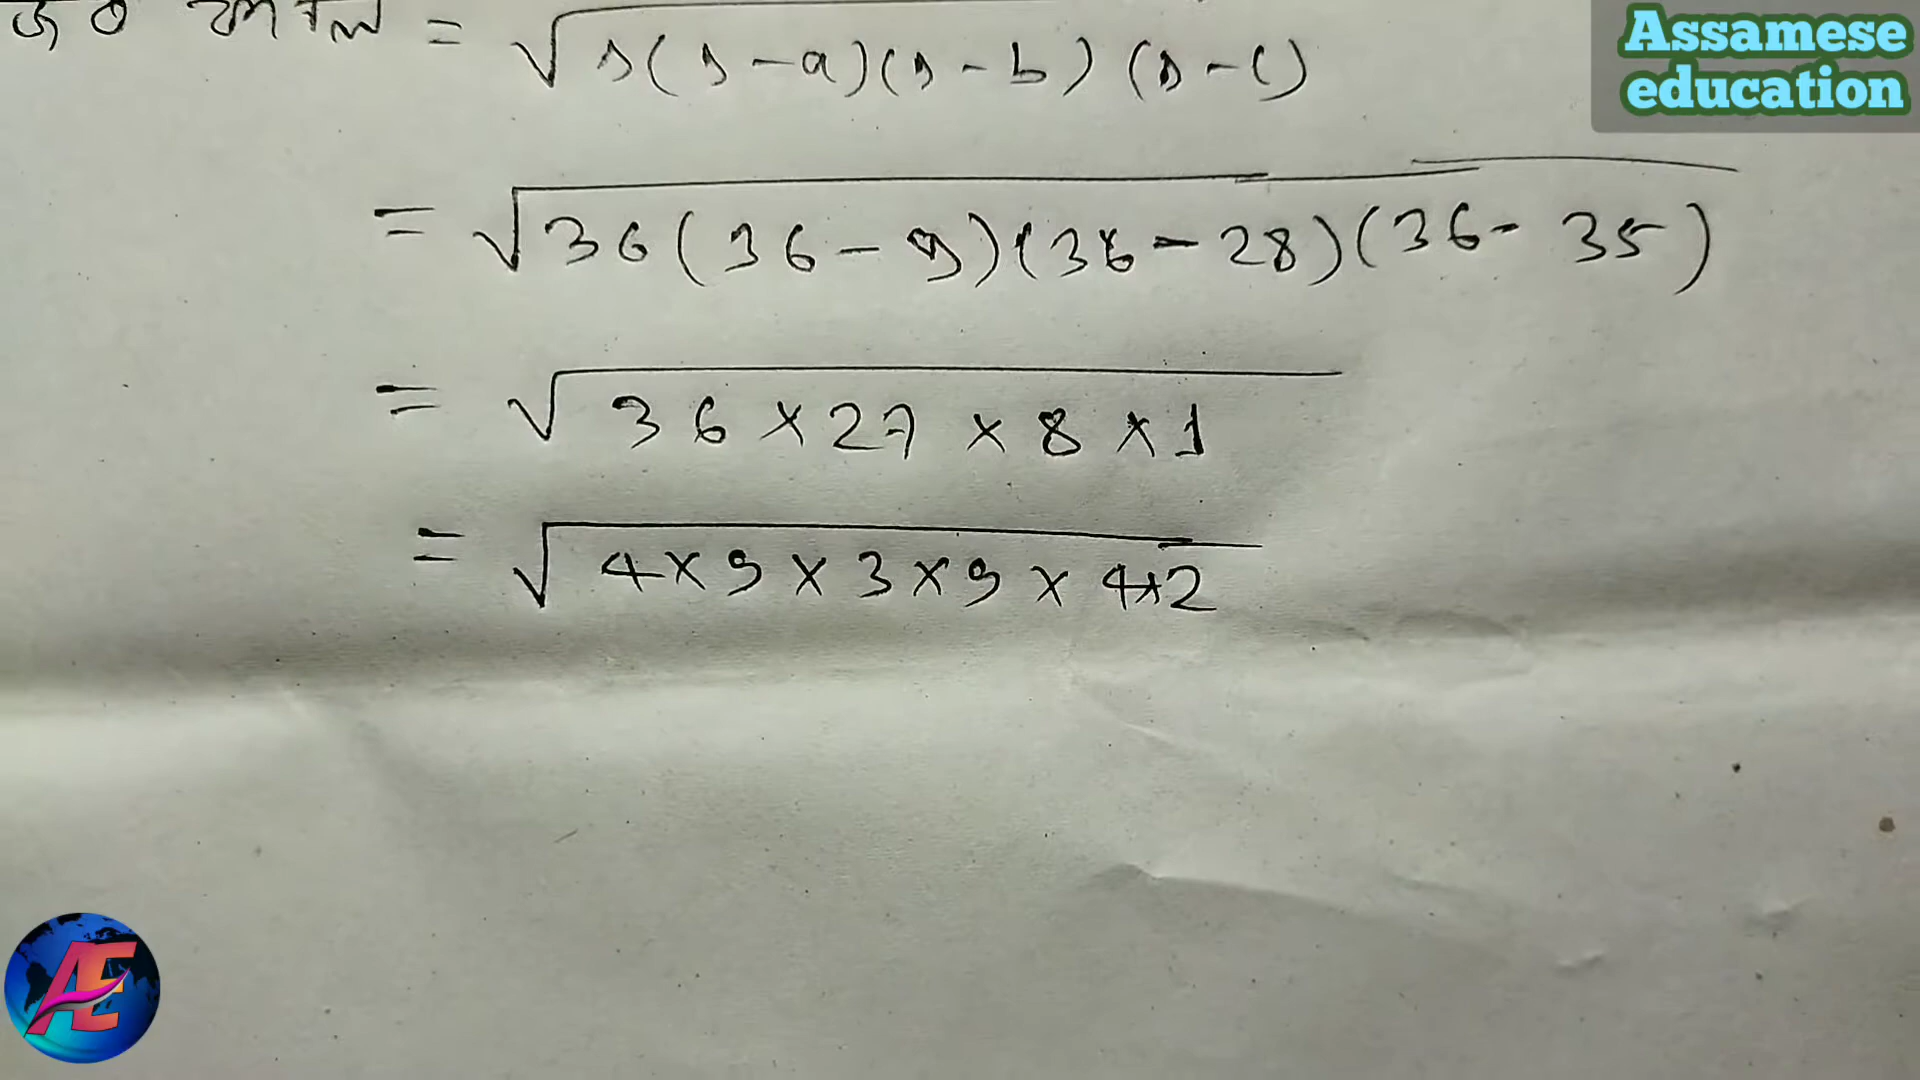 = √s(s-a)(s-b)(s-c)
Assamese
education
= √36(36-9)(36-28)(36-35)
= √36×27×8×1
= √4×9×3×9×4×2
AE